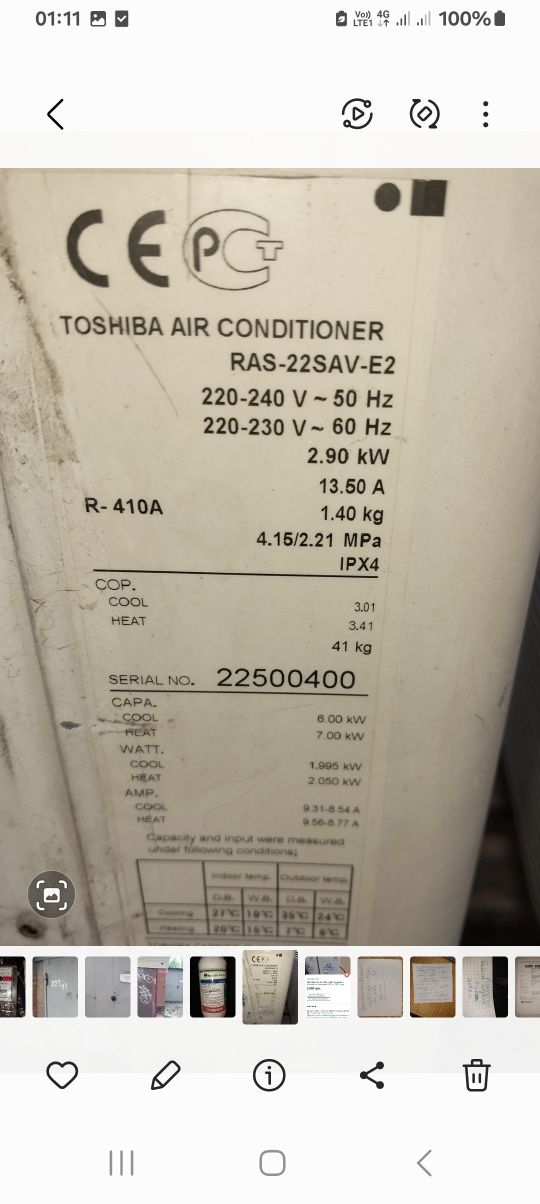 01:11
Vo)) 4G
LTE1
100%
CE PCT
TOSHIBA AIR CONDITIONER
RAS-22SAV-E2
220-240 V ~ 50 Hz
220-230 V ~ 60 Hz
2.90 kW
13.50 A
R-410A 1.40 kg
4.15/2.21 MPa
IPX4
COP.
COOL 3.01
HEAT 3.41
41 kg
SERIAL NO. 22500400
CAPA.
COOL 6.00 kW
HEAT 7.00 kW
WATT.
COOL 1.995 kW
HEAT 2.050 kW
AMP.
COOL 9.31-8.54 A
HEAT 9.56-8.77 A
Capacity and input were measured
under following conditions;
Indoor temp. Outdoor temp.
D.B. W.B. D.B. W.B.
Cooling 27°C 19°C 35°C 24°C
Heating 20°C 15°C 7°C 6°C